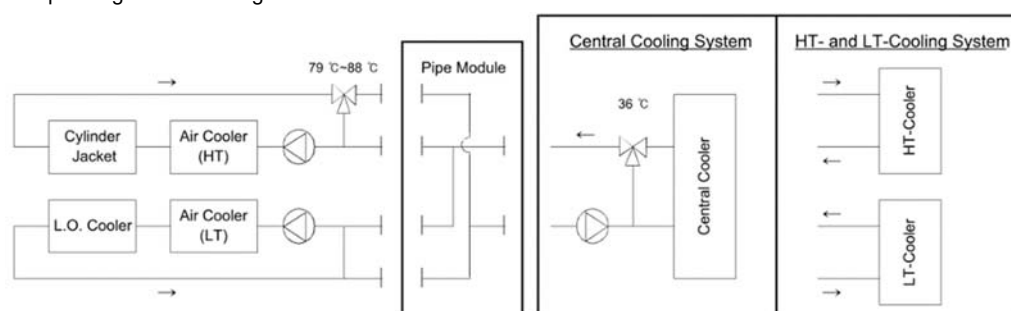 Central Cooling System
HT- and LT-Cooling System
79 ℃~88 ℃
Pipe Module
36 ℃
Cylinder
Jacket
Air Cooler
(HT)
L.O. Cooler
Air Cooler
(LT)
Central Cooler
HT-Cooler
LT-Cooler